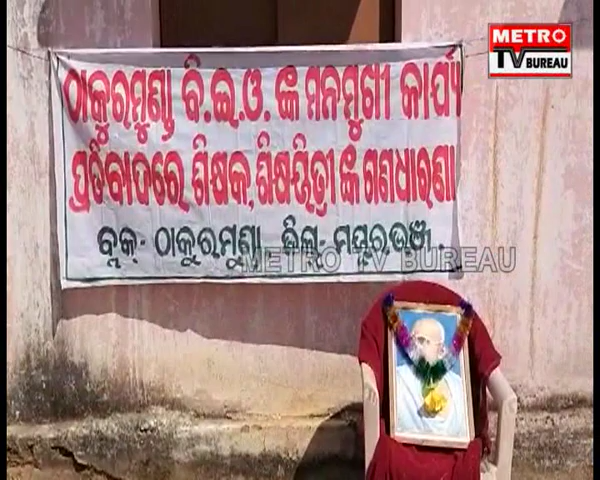 METRO
TV BUREAU
ଠାକୁରମୁଣ୍ଡା ବି.ଇ.ଓ. ଙ୍କ ମନମୁଖୀ କାର୍ଯ୍ୟ
ପ୍ରତିବାଦରେ ଶିକ୍ଷକ, ଶିକ୍ଷୟିତ୍ରୀ ଙ୍କ ଗଣଧାରଣା
ବ୍ଲକ୍- ଠାକୁରମୁଣ୍ଡା ଜିଲ୍ଲା- ମୟୂରଭଞ୍ଜ.
METRO TV BUREAU